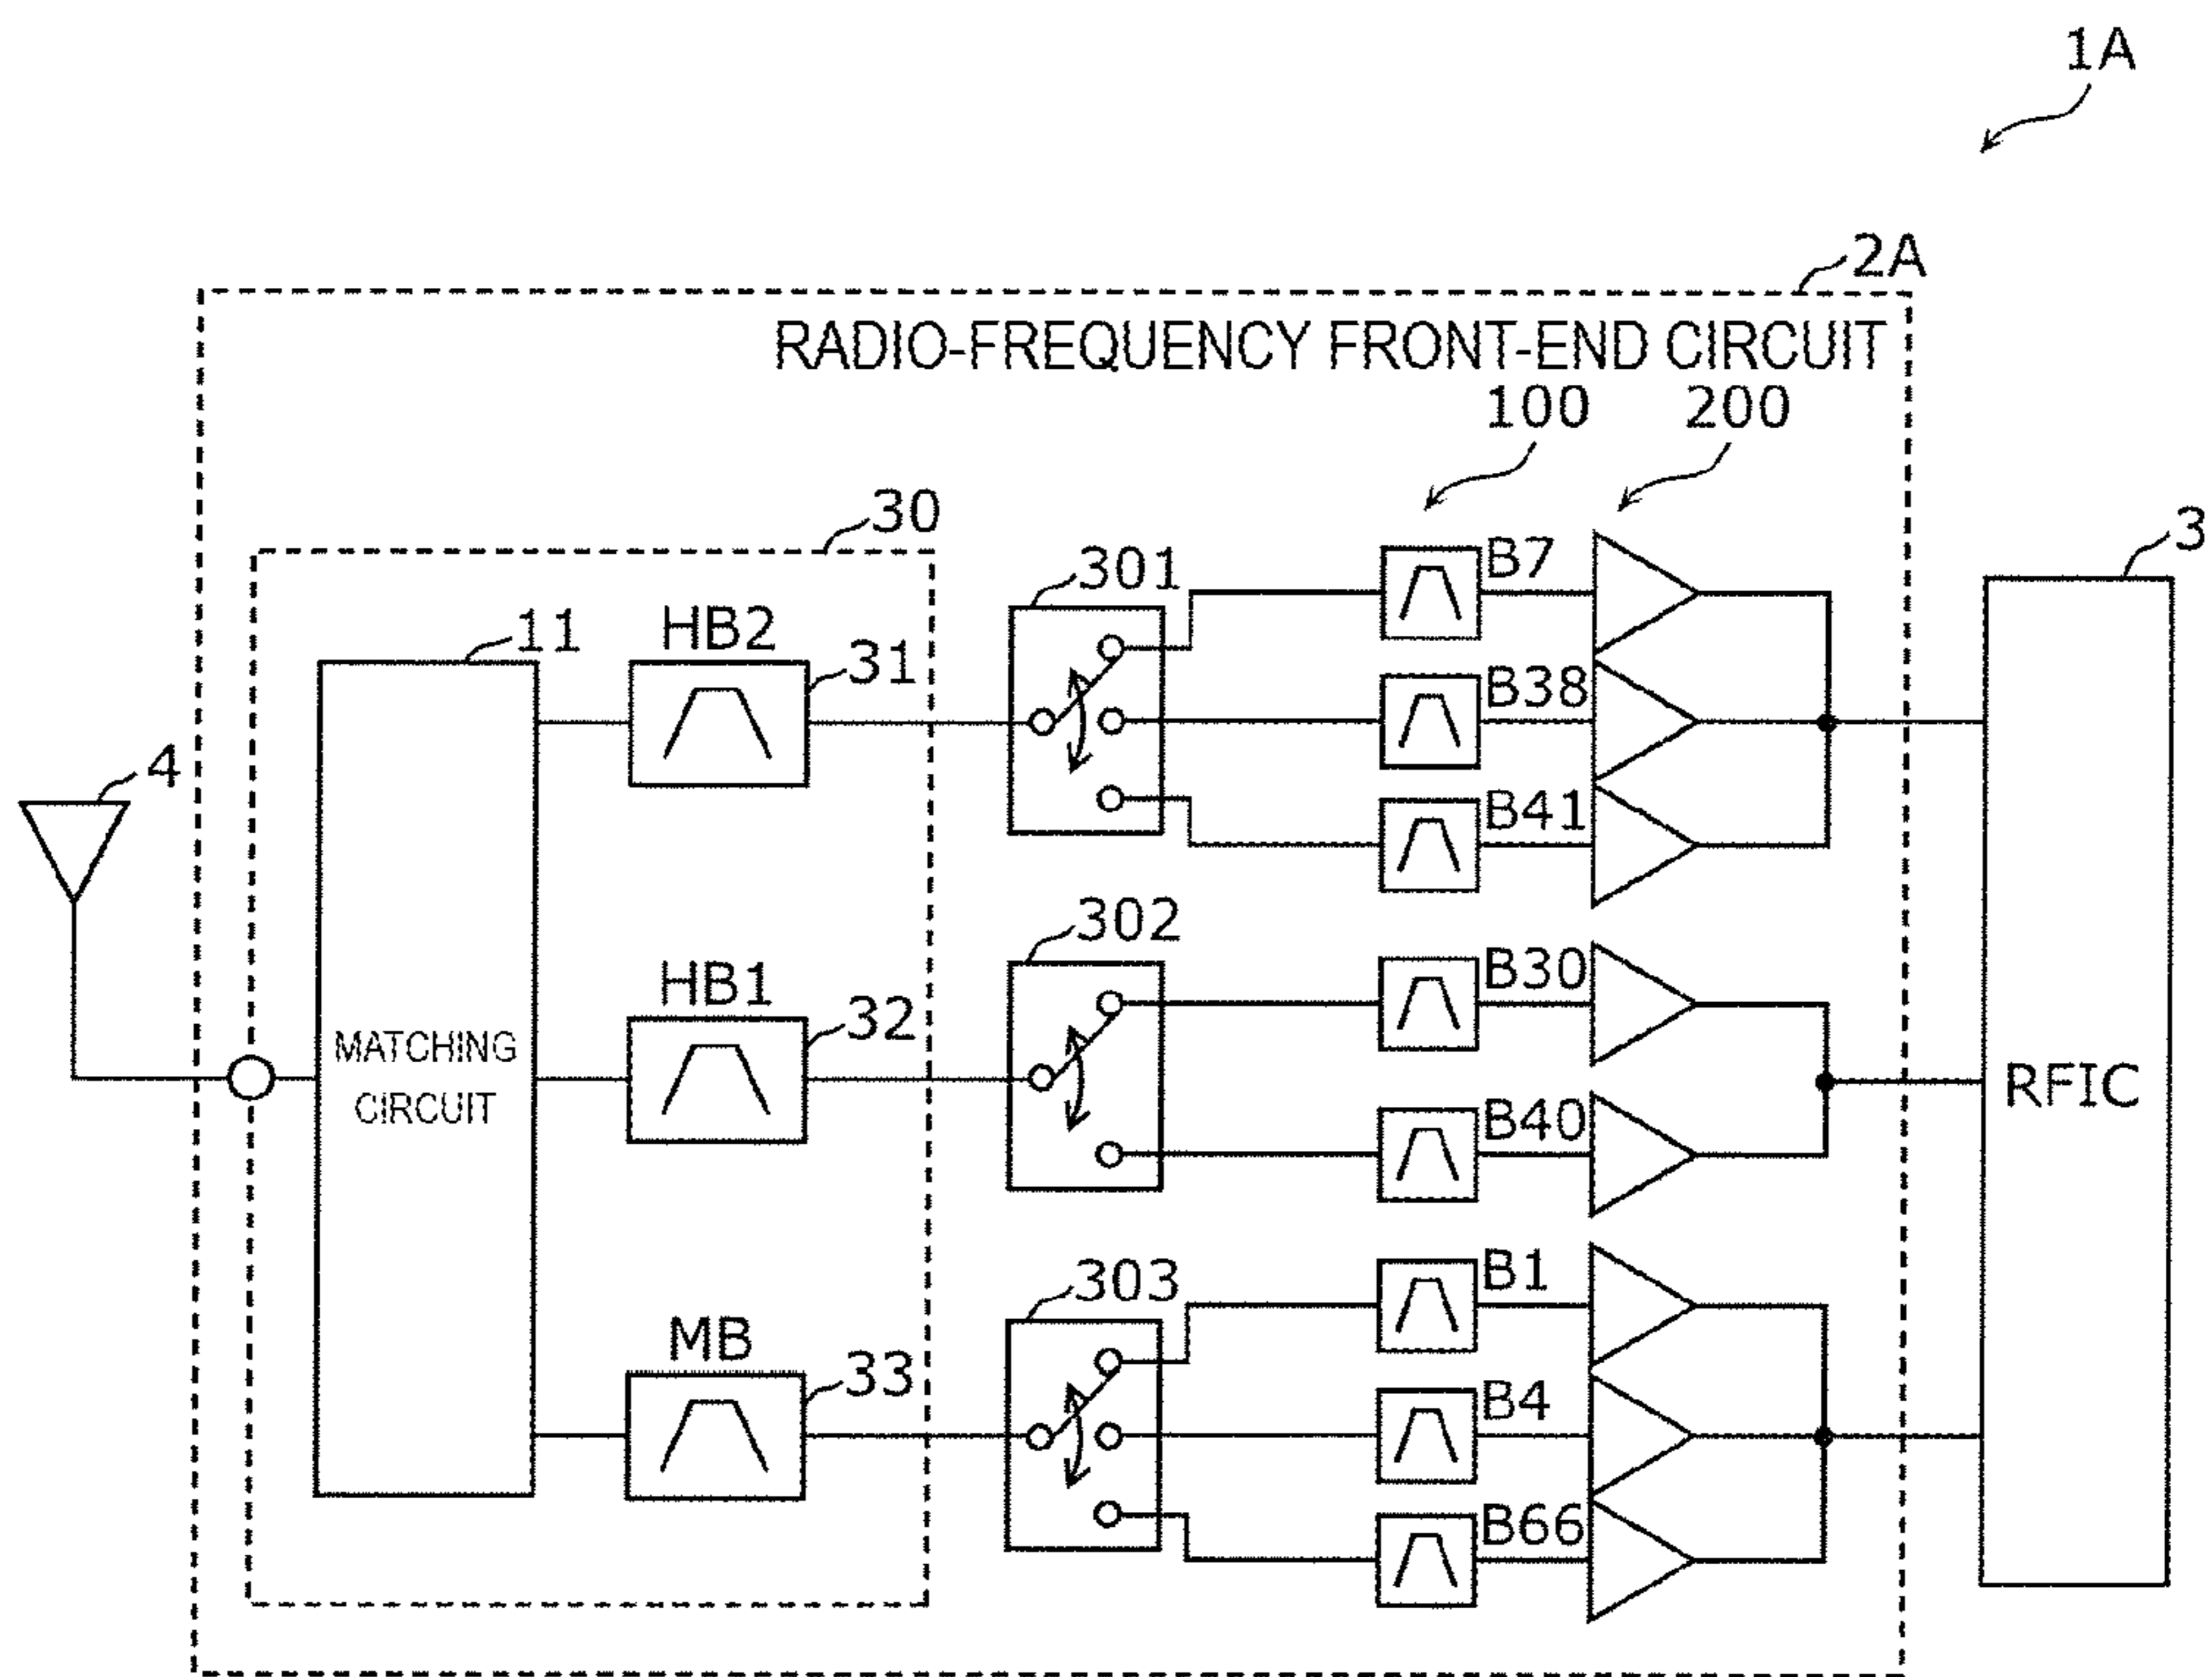 1A
2A
RADIO-FREQUENCY FRONT-END CIRCUIT
100
200
30
3
301
B7
HB2
11
31
B38
4
B41
302
HB1
32
B30
MATCHING
CIRCUIT
RFIC
B40
303
B1
MB
33
B4
B66